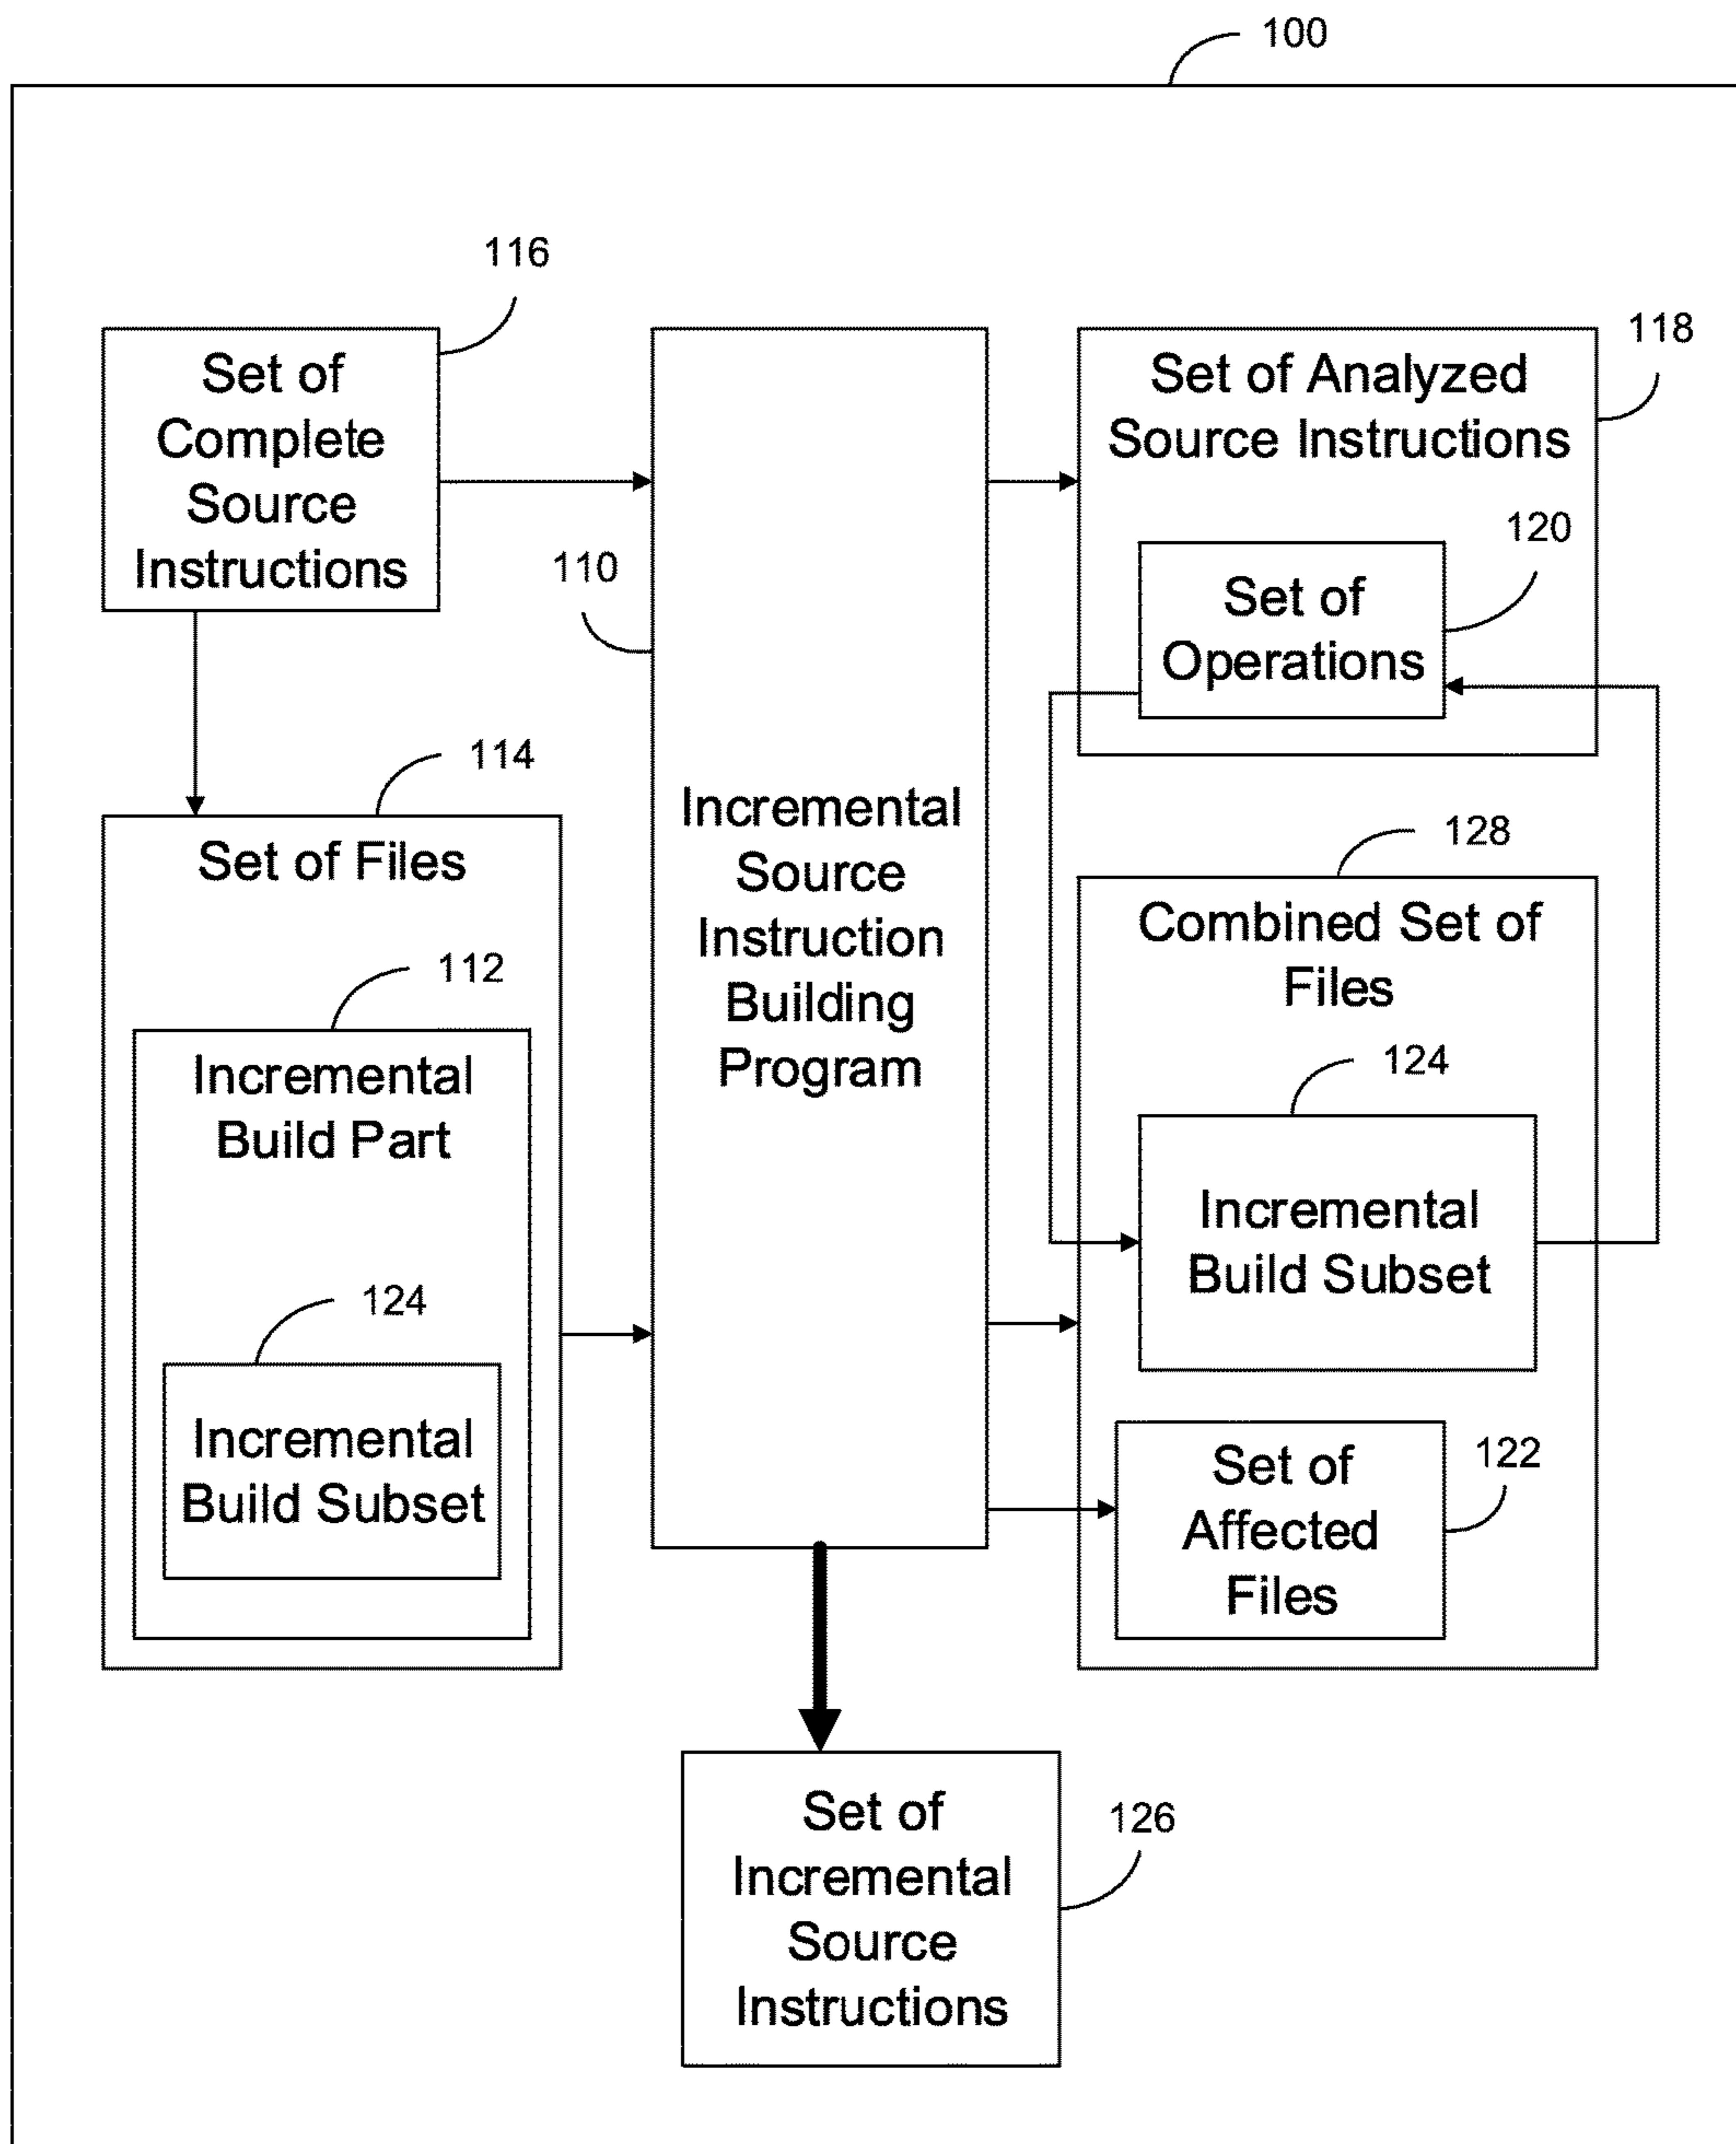 100
116
Set of
Complete
Source
Instructions
110
Incremental
Source
Instruction
Building
Program
118
Set of Analyzed
Source Instructions
120
Set of
Operations
114
Set of Files
112
Incremental
Build Part
124
Incremental
Build Subset
128
Combined Set of
Files
124
Incremental
Build Subset
122
Set of
Affected
Files
126
Set of
Incremental
Source
Instructions